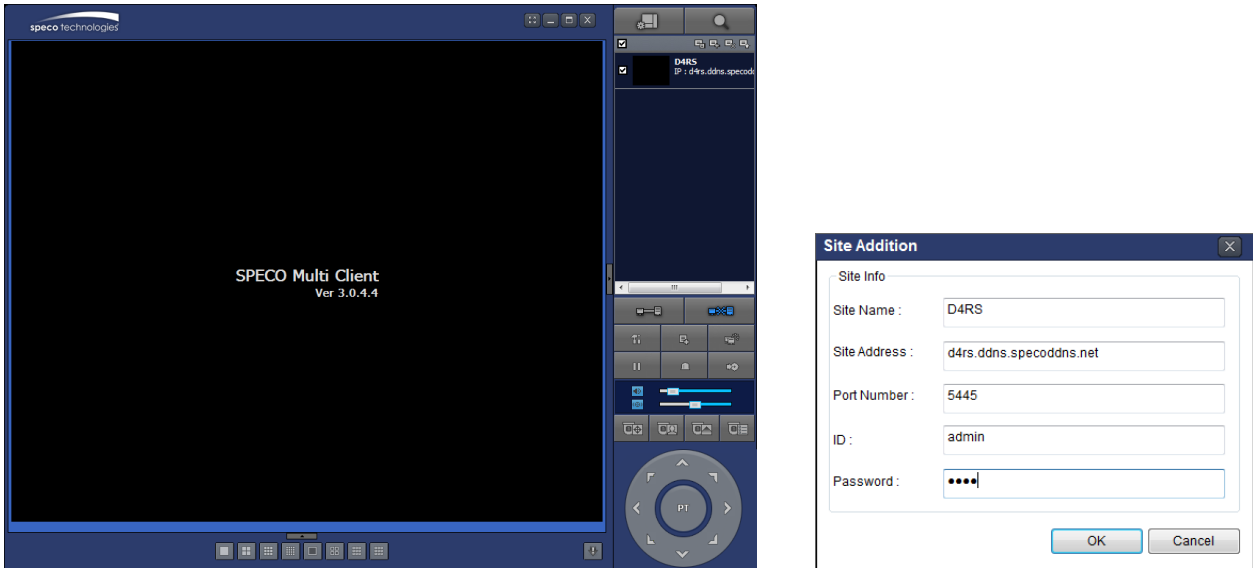 speco technologies
D4RS
IP : d4rs.ddns.specodd
SPECO Multi Client
Ver 3.0.4.4
PT
Site Addition
Site Info
Site Name : D4RS
Site Address : d4rs.ddns.specoddns.net
Port Number : 5445
ID : admin
Password : ••••
OK Cancel